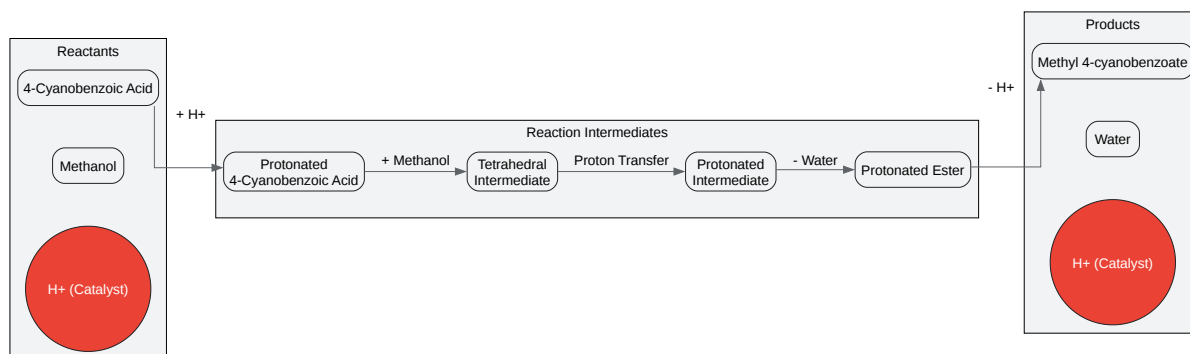 Reactants
4-Cyanobenzoic Acid
Methanol
H+ (Catalyst)
+ H+
Reaction Intermediates
Protonated
4-Cyanobenzoic Acid
+ Methanol
Tetrahedral
Intermediate
Proton Transfer
Protonated
Intermediate
- Water
Protonated Ester
- H+
Products
Methyl 4-cyanobenzoate
Water
H+ (Catalyst)